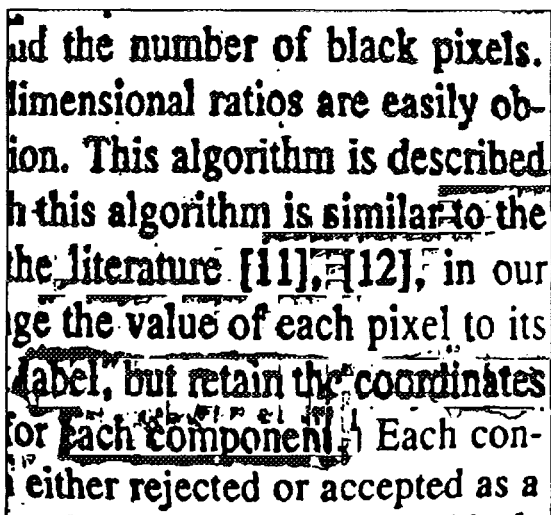 the number of black pixels.
dimensional ratios are easily ob-
ion. This algorithm is described
h this algorithm is similar to the
the literature [11], [12], in our
ge the value of each pixel to its
label, but retain the coordinates
for each component. Each con-
either rejected or accepted as a